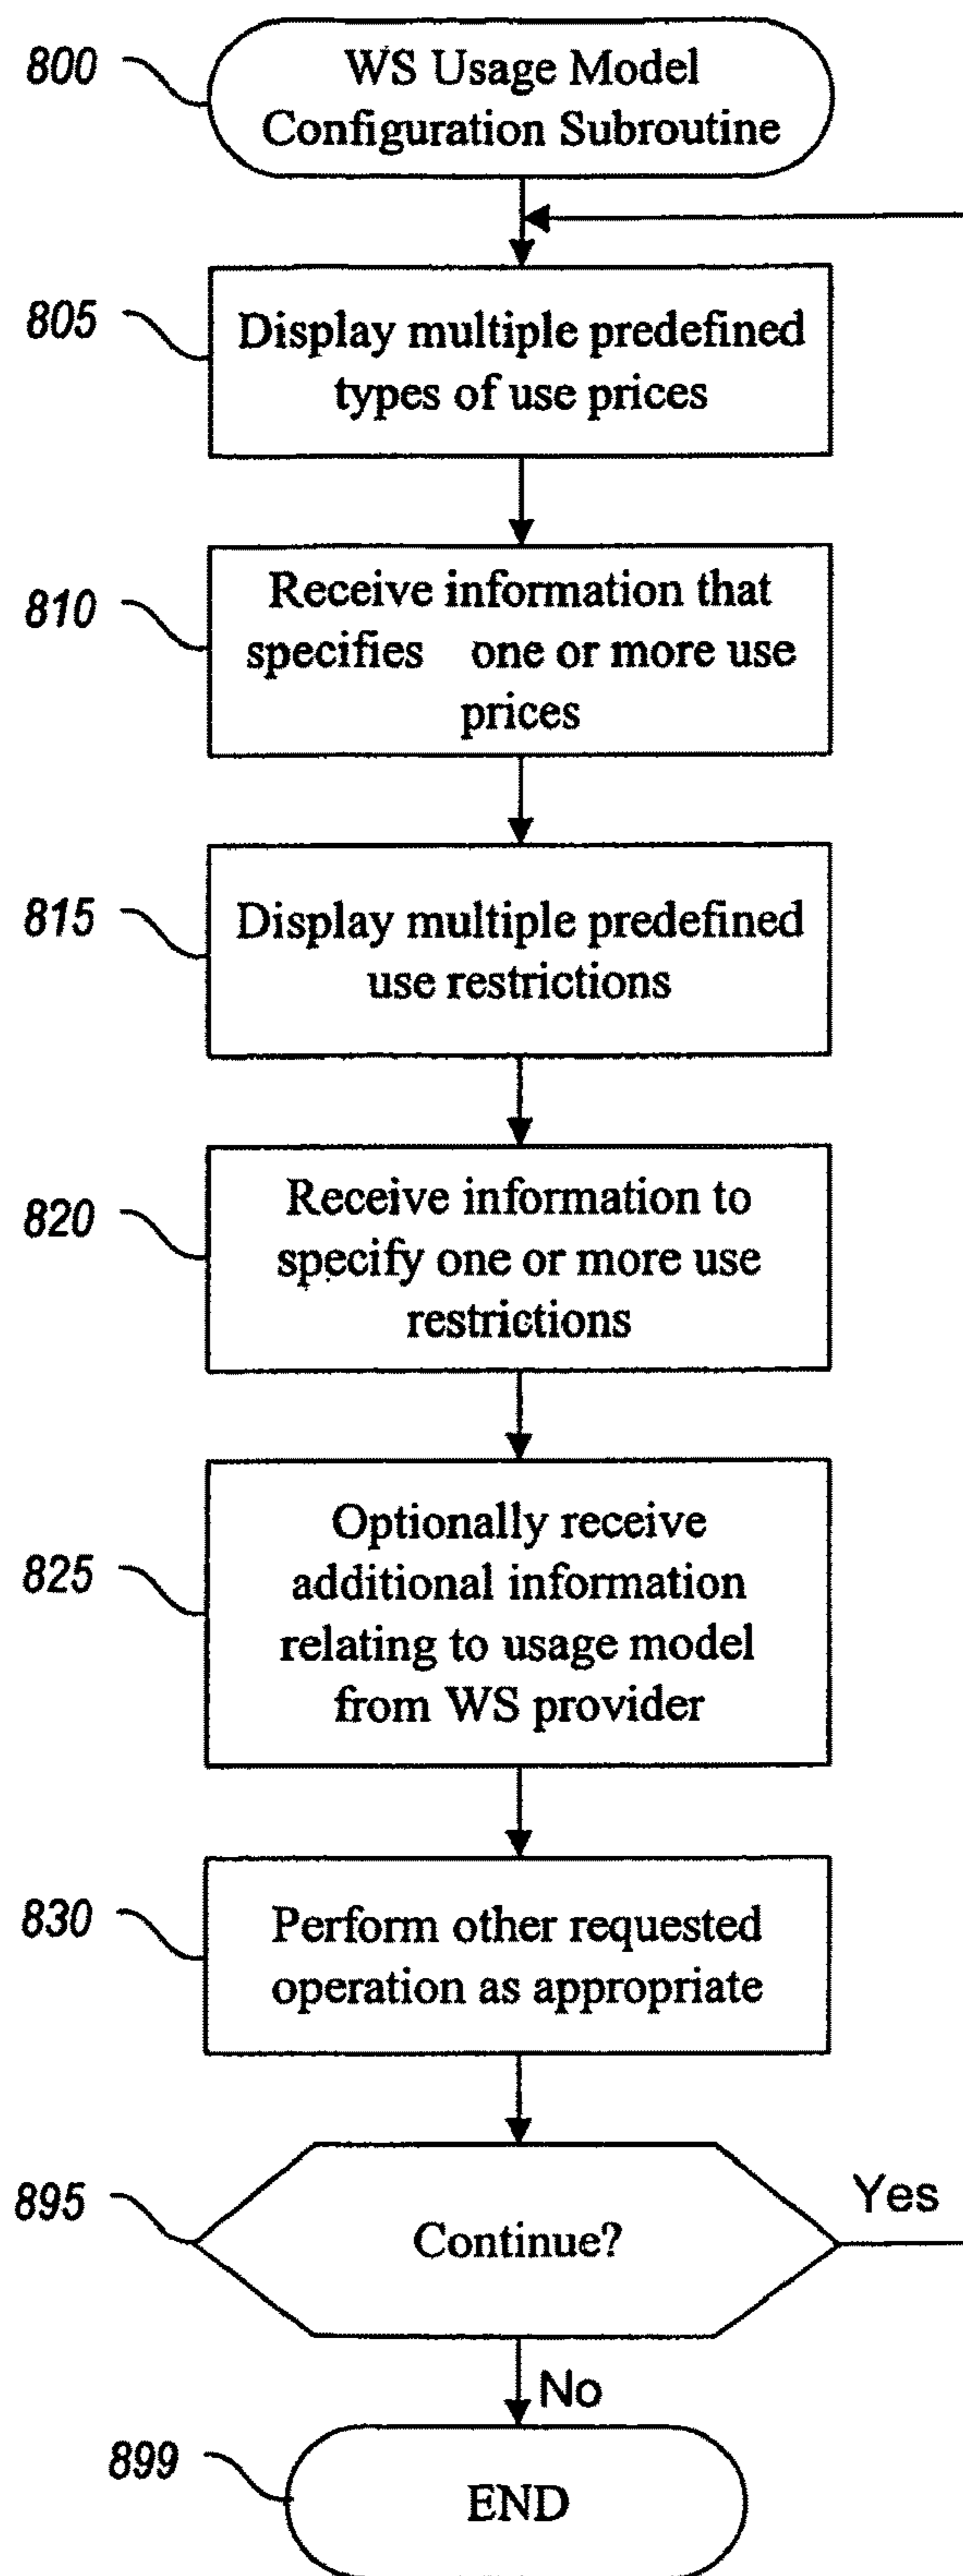 800
WS Usage Model
Configuration Subroutine
805
Display multiple predefined
types of use prices
810
Receive information that
specifies one or more use
prices
815
Display multiple predefined
use restrictions
820
Receive information to
specify one or more use
restrictions
825
Optionally receive
additional information
relating to usage model
from WS provider
830
Perform other requested
operation as appropriate
895
Continue?
Yes
No
899
END